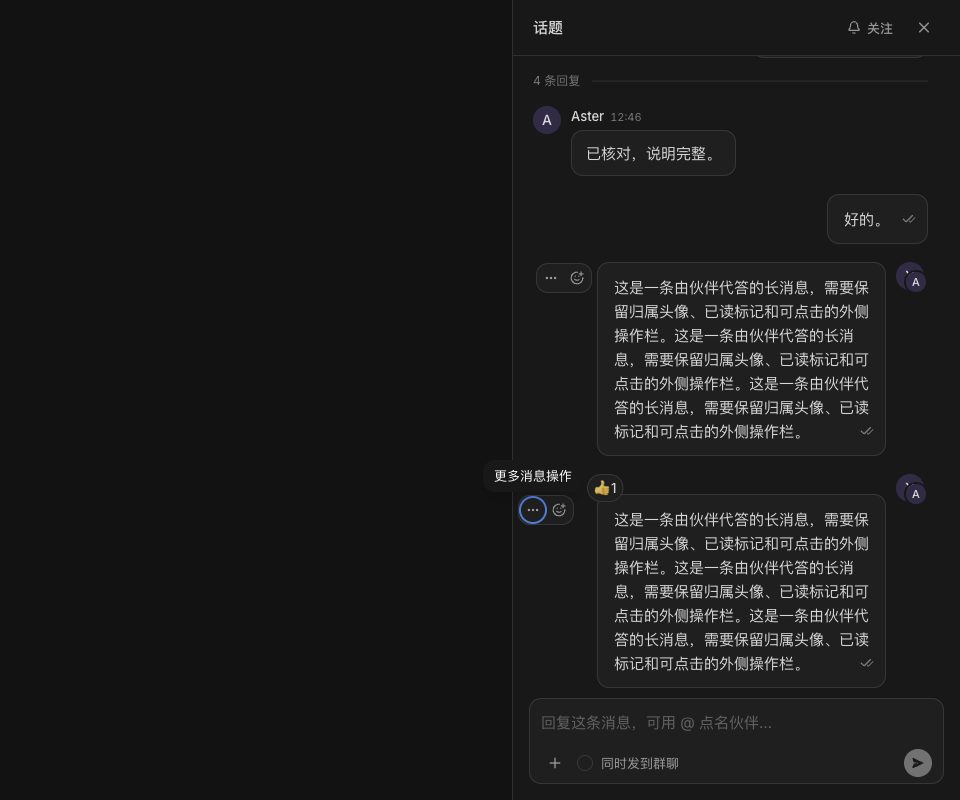 话题
关注
4 条回复
A
Aster 12:46
已核对，说明完整。
好的。
这是一条由伙伴代答的长消息，需要保
留归属头像、已读标记和可点击的外侧
操作栏。这是一条由伙伴代答的长消
息，需要保留归属头像、已读标记和可
点击的外侧操作栏。这是一条由伙伴代
答的长消息，需要保留归属头像、已读
标记和可点击的外侧操作栏。
A
更多消息操作
👍1
A
这是一条由伙伴代答的长消息，需要保
留归属头像、已读标记和可点击的外侧
操作栏。这是一条由伙伴代答的长消
息，需要保留归属头像、已读标记和可
点击的外侧操作栏。这是一条由伙伴代
答的长消息，需要保留归属头像、已读
标记和可点击的外侧操作栏。
回复这条消息，可用 @ 点名伙伴...
同时发到群聊